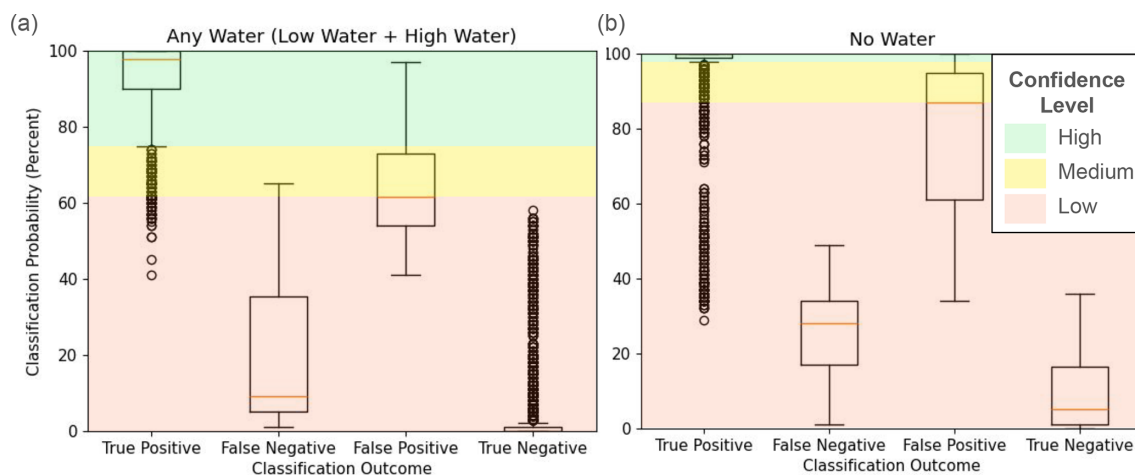 (a)
Any Water (Low Water + High Water)
100
80
60
40
20
0
Classification Probability (Percent)
True Positive False Negative False Positive True Negative
Classification Outcome
(b)
No Water
100
80
60
40
20
0
True Positive False Negative False Positive True Negative
Classification Outcome
Confidence
Level
High
Medium
Low